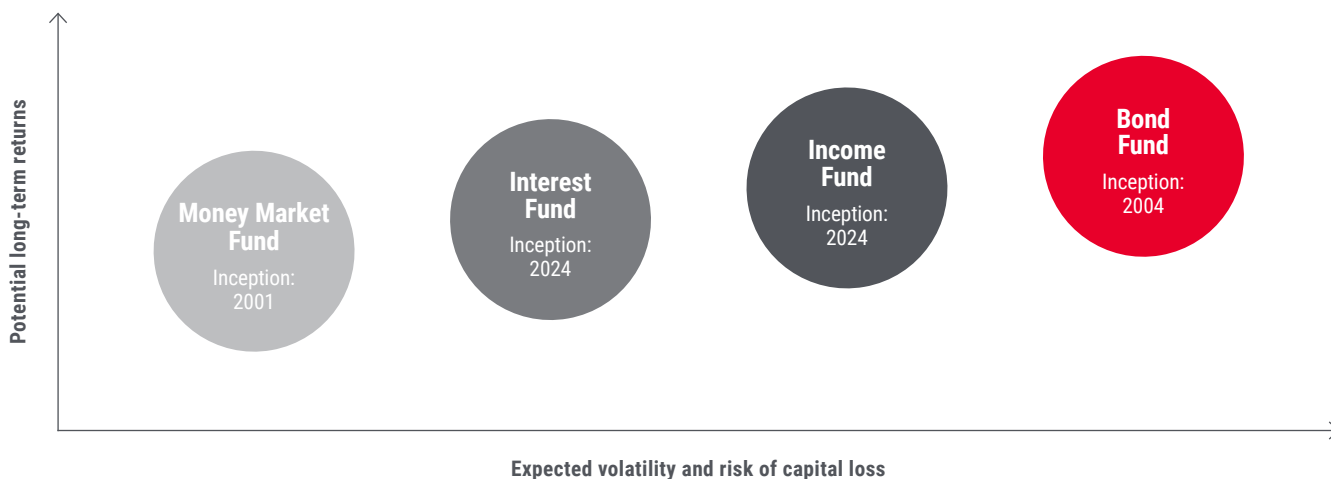 Potential long-term returns
Money Market
Fund
Inception:
2001
Interest
Fund
Inception:
2024
Income
Fund
Inception:
2024
Bond
Fund
Inception:
2004
Expected volatility and risk of capital loss